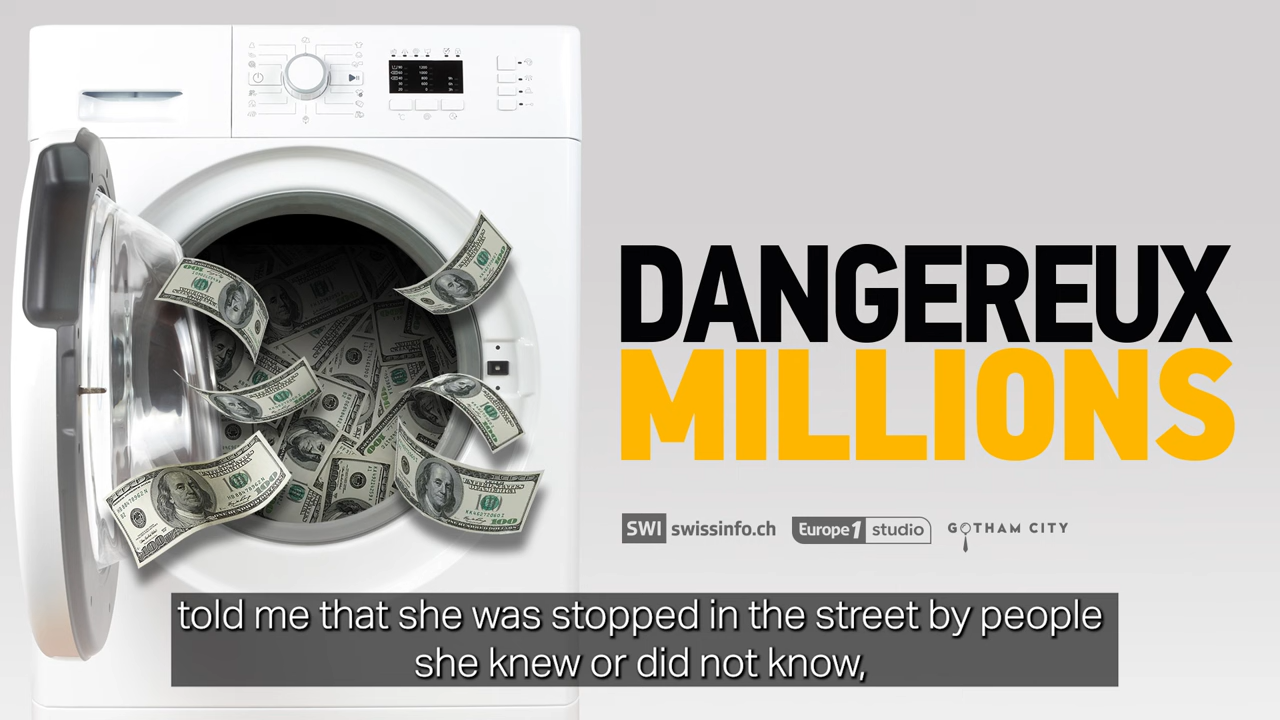 DANGEREUX
MILLIONS
SWI swissinfo.ch Europe 1 studio GOTHAM CITY
told me that she was stopped in the street by people
she knew or did not know,